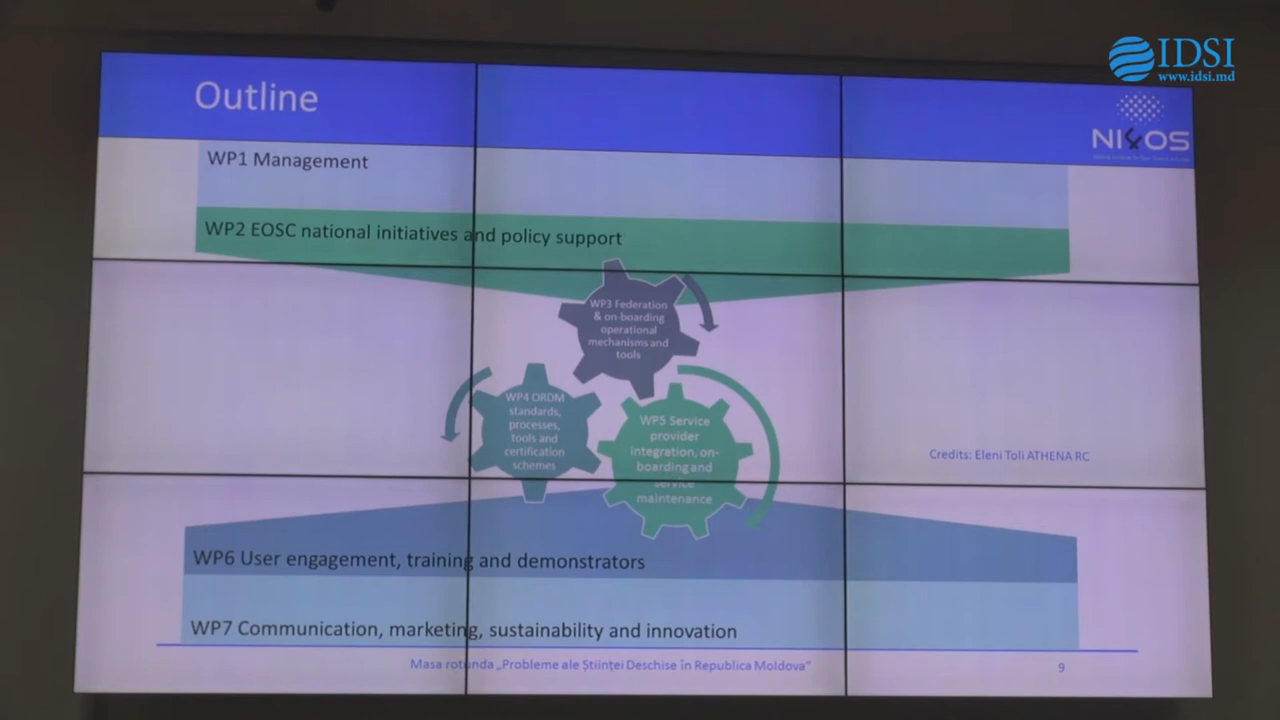 IDSI
www.idsi.md
Outline
NI4OS
WP1 Management
WP2 EOSC national initiatives and policy support
WP3 Federation
& on-boarding
operational
mechanisms and
tools
WP4 ORDM
standards,
processes,
tools and
certification
schemes
WP5 Service
provider
integration, on-
boarding and
service
maintenance
Credits: Eleni Toli ATHENA RC
WP6 User engagement, training and demonstrators
WP7 Communication, marketing, sustainability and innovation
Masa rotunda „Probleme ale Științei Deschise în Republica Moldova”
9